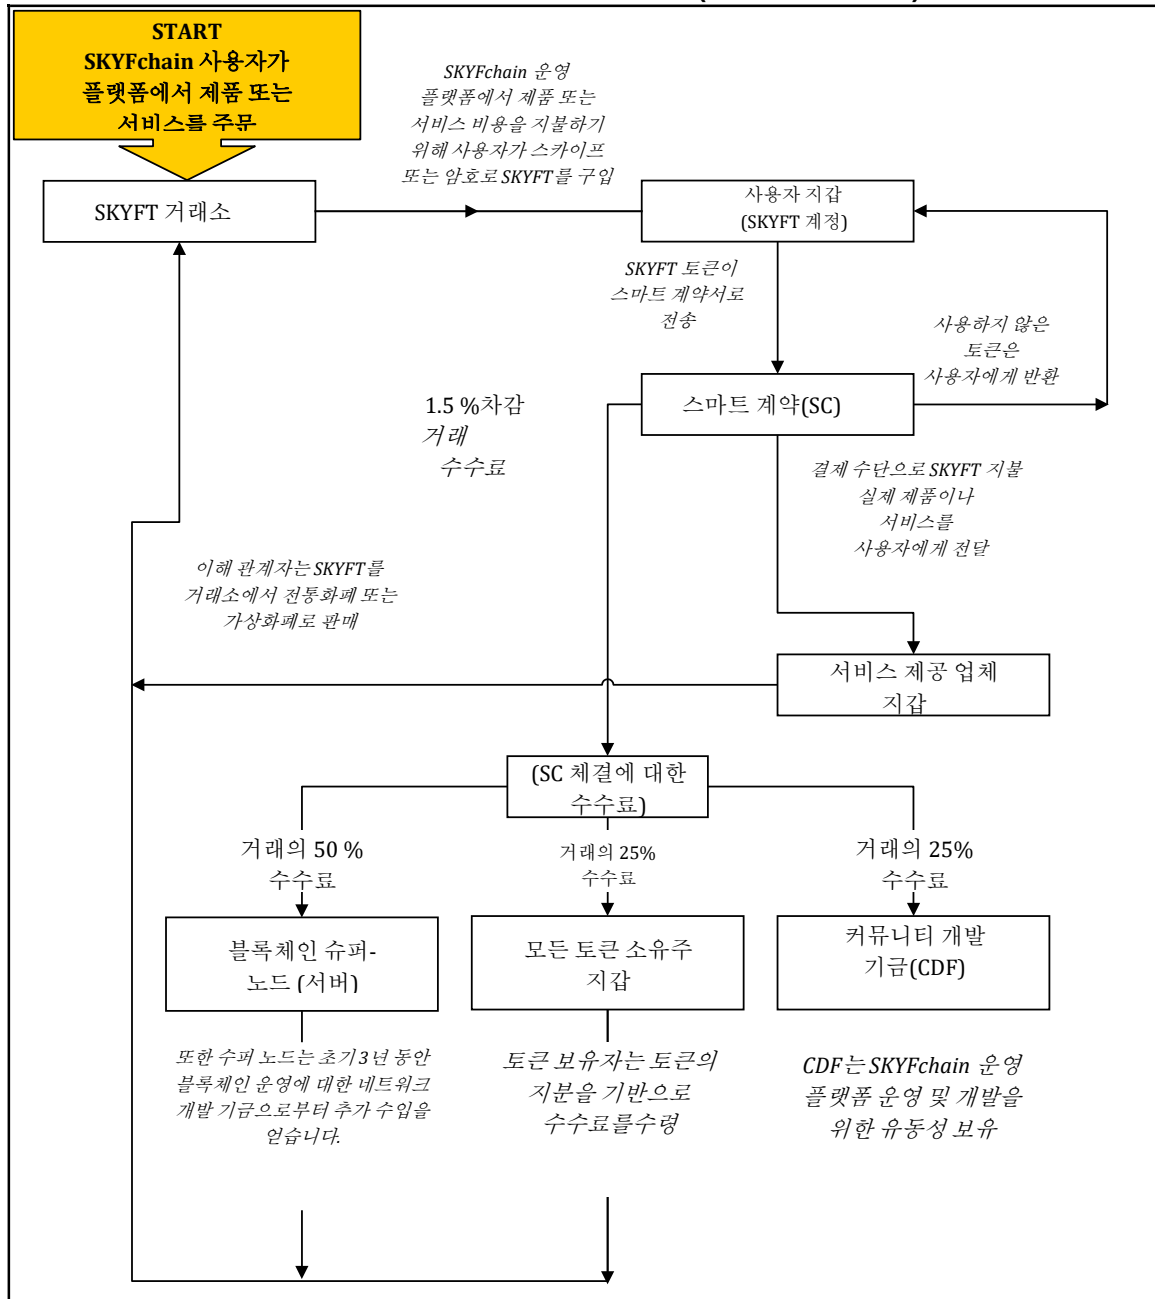 START
SKYFchain 사용자가
플랫폼에서 제품 또는
서비스를 주문
SKYFchain 운영
플랫폼에서 제품 또는
서비스 비용을 지불하기
위해 사용자가 스카이프
또는 암호로 SKYFT를 구입
SKYFT 거래소
사용자 지갑
(SKYFT 계정)
SKYFT 토큰이
스마트 계약서로
전송
사용하지 않은
토큰은
사용자에게 반환
1.5 %차감
거래
수수료
스마트 계약(SC)
결제 수단으로 SKYFT 지불
실제 제품이나
서비스를
사용자에게 전달
이해 관계자는 SKYFT를
거래소에서 전통화폐 또는
가상화폐로 판매
서비스 제공 업체
지갑
(SC 체결에 대한
수수료)
거래의 50 %
수수료
거래의 25%
수수료
거래의 25%
수수료
블록체인 슈퍼-
노드 (서버)
모든 토큰 소유주
지갑
커뮤니티 개발
기금(CDF)
또한 수퍼 노드는 초기 3년 동안
블록체인 운영에 대한 네트워크
개발 기금으로부터 추가 수입을
얻습니다.
토큰 보유자는 토큰의
지분을 기반으로
수수료를수령
CDF는 SKYFchain 운영
플랫폼 운영 및 개발을
위한 유동성 보유